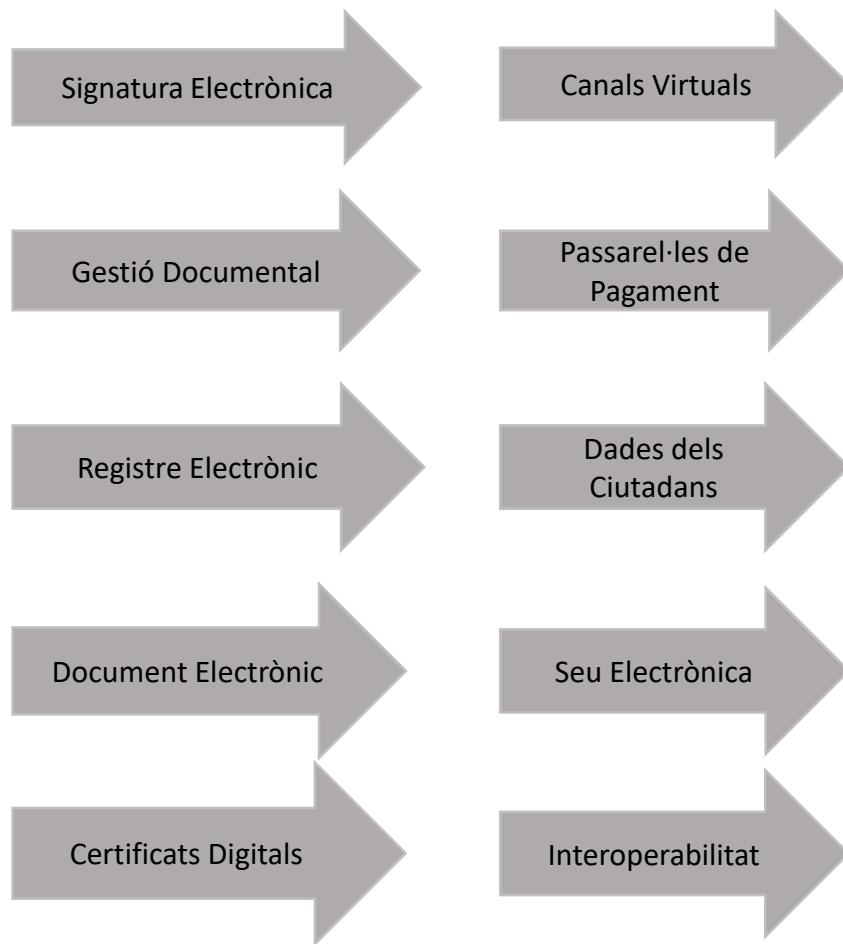 Signatura Electrònica
Canals Virtuals
Gestió Documental
Passarel·les de
Pagament
Registre Electrònic
Dades dels
Ciutadans
Document Electrònic
Seu Electrònica
Certificats Digitals
Interoperabilitat